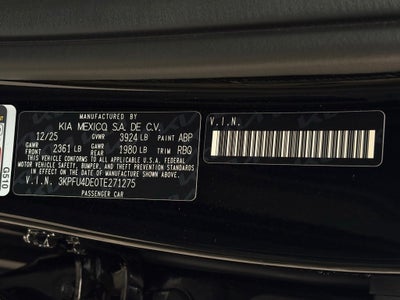 MANUFACTURED BY
KIA MEXICO, S.A. DE C.V.
12/25 GVWR 3924 LB PAINT ABP
GAWR FRONT 2361 LB GAWR REAR 1980 LB TRIM RBQ
THIS VEHICLE CONFORMS TO ALL APPLICABLE U.S. FEDERAL
MOTOR VEHICLE SAFETY, BUMPER, AND THEFT PREVENTION STANDARDS
IN EFFECT ON THE DATE OF MANUFACTURE SHOWN ABOVE.
V.I.N. 3KPFU4DE0TE271275
PASSENGER CAR
V.I.N.
G510